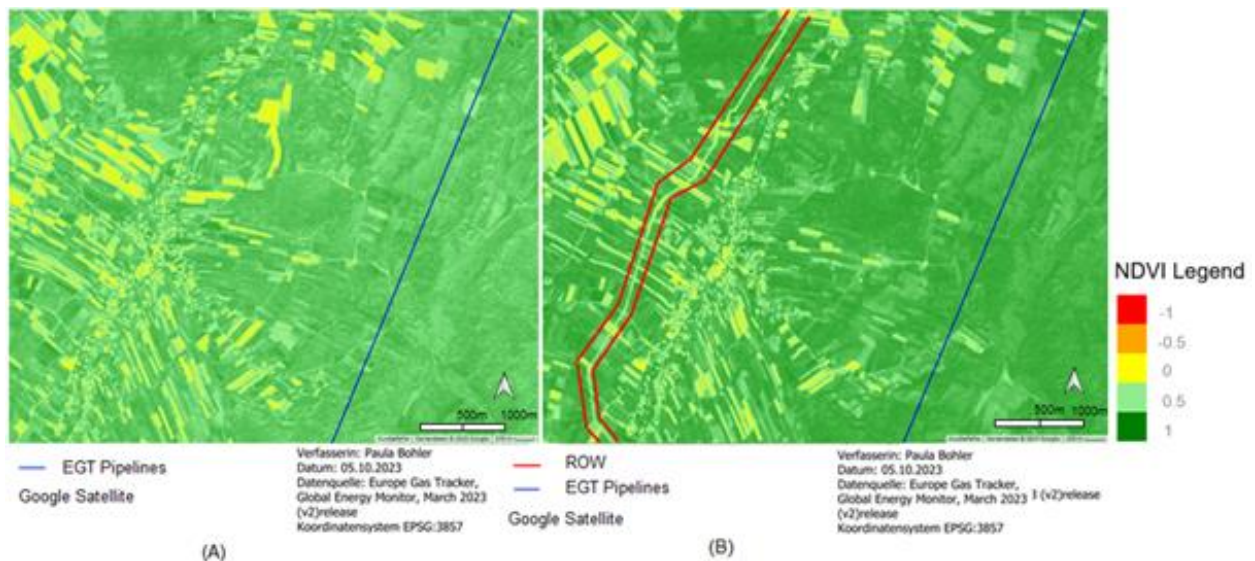 NDVI Legend
-1
-0.5
0
0.5
1
500m 1000m
500m 1000m
EGT Pipelines
Google Satellite
Verfasserin: Paula Bohler
Datum: 05.10.2023
Datenquelle: Europe Gas Tracker,
Global Energy Monitor, March 2023
(v2)release
Koordinatensystem EPSG:3857
ROW
EGT Pipelines
Google Satellite
Verfasserin: Paula Bohler
Datum: 05.10.2023
Datenquelle: Europe Gas Tracker,
Global Energy Monitor, March 2023 (v2)release
(v2)release
Koordinatensystem EPSG:3857
(A)
(B)